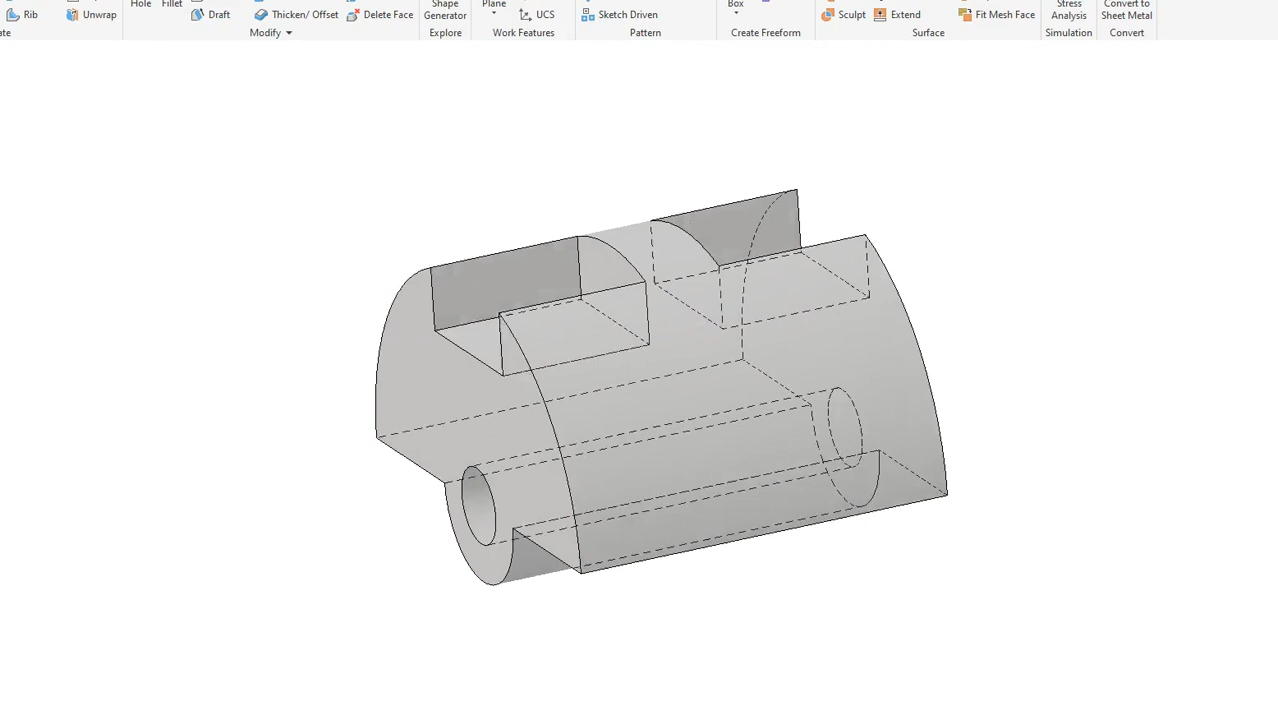 Hole Fillet Shape Plane Box Stress Convert to
Rib Unwrap Draft Thicken/ Offset Delete Face Generator UCS Sketch Driven Sculpt Extend Fit Mesh Face Analysis Sheet Metal
ate Modify Explore Work Features Pattern Create Freeform Surface Simulation Convert